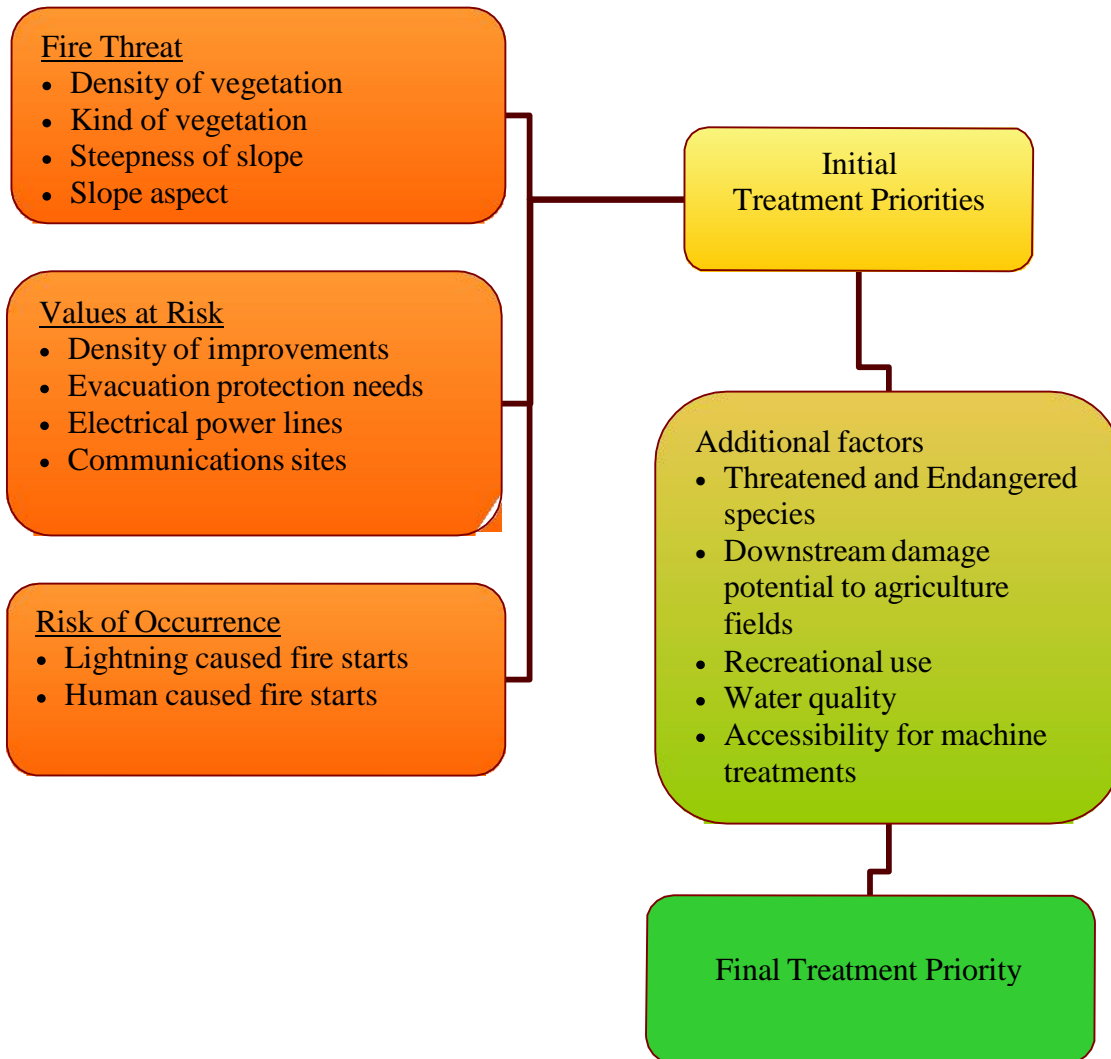 Fire Threat
• Density of vegetation
• Kind of vegetation
• Steepness of slope
• Slope aspect
Initial
Treatment Priorities
Values at Risk
• Density of improvements
• Evacuation protection needs
• Electrical power lines
• Communications sites
Additional factors
• Threatened and Endangered
species
• Downstream damage
potential to agriculture
fields
• Recreational use
• Water quality
• Accessibility for machine
treatments
Risk of Occurrence
• Lightning caused fire starts
• Human caused fire starts
Final Treatment Priority